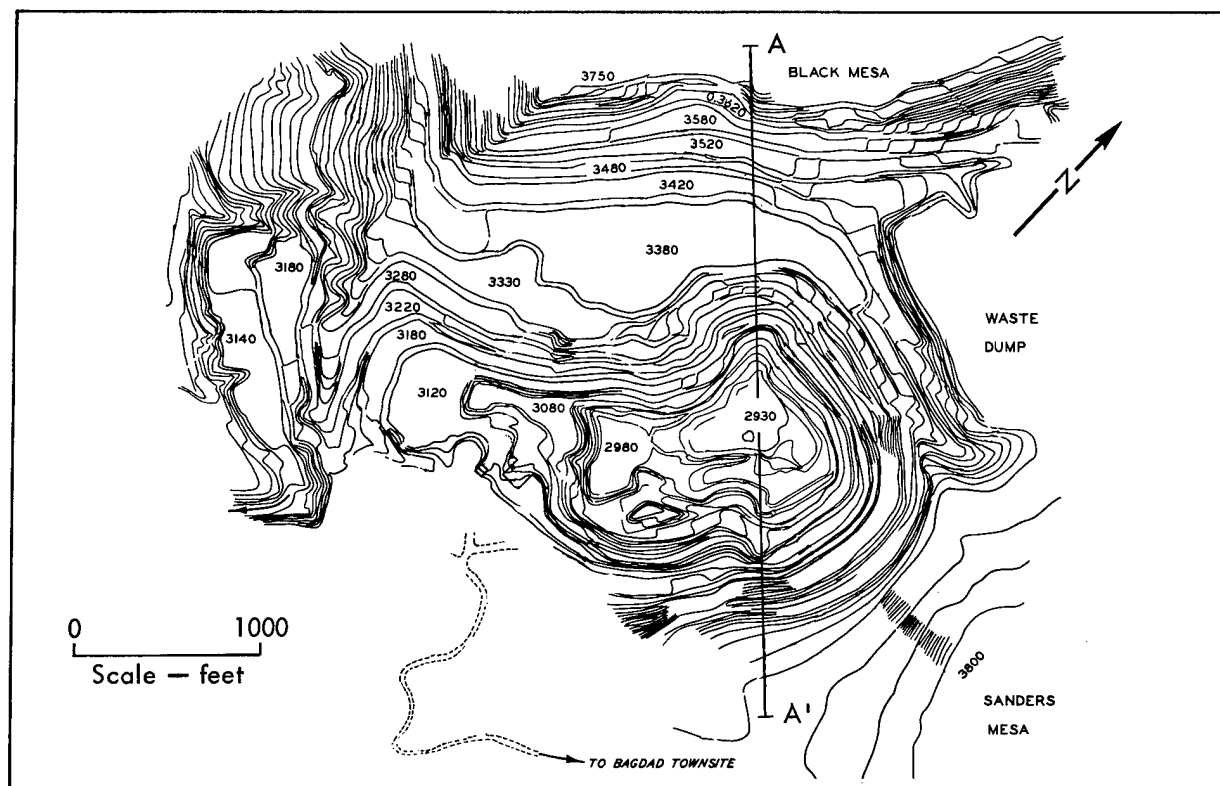 A
BLACK MESA
3750
3580
3520
3480
3420
3380
3180
3280
3330
3220
3180
3140
WASTE
DUMP
N
3120
3080
2930
2980
0 1000
Scale — feet
3800
SANDERS
MESA
A'
TO BAGDAD TOWNSITE